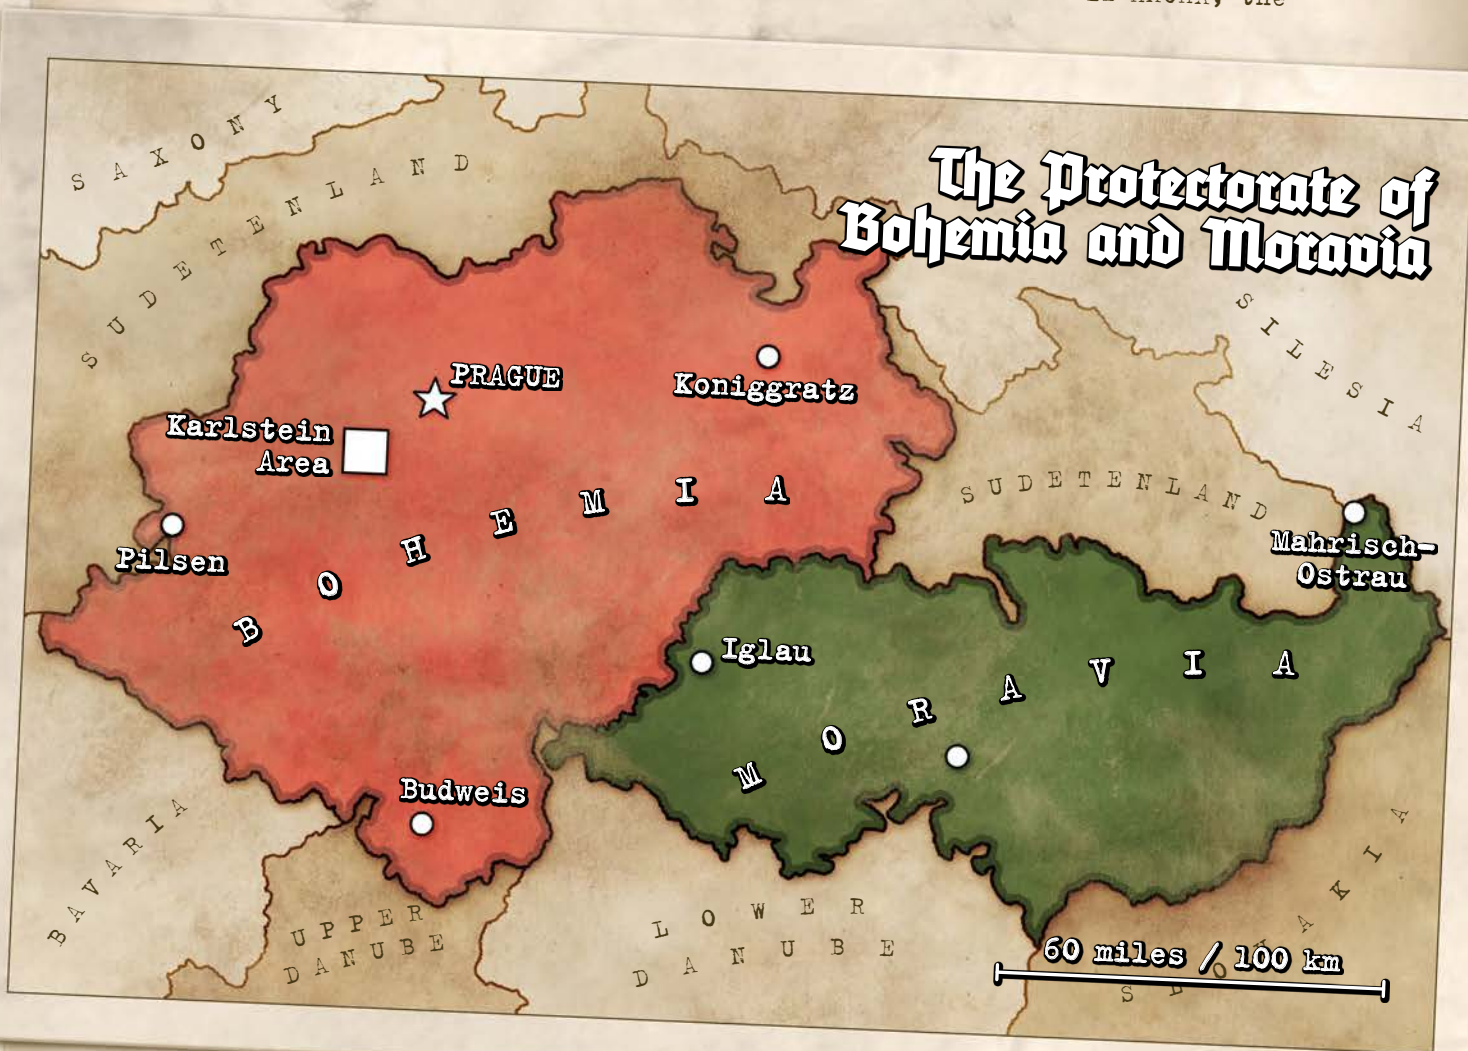 The Protectorate of
Bohemia and Moravia
SAXONY
SUDETENLAND
SILESIA
PRAGUE
Koniggratz
Karlstein
Area
BOHEMIA
SUDETENLAND
Pilsen
Mahrisch-
Ostrau
Iglau
MORAVIA
Budweis
BAVARIA
UPPER
DANUBE
LOWER
DANUBE
SLOVAKIA
60 miles / 100 km